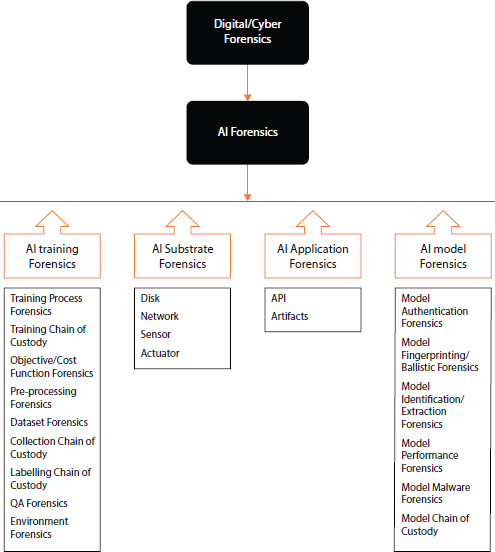 Digital/Cyber
Forensics
AI Forensics
AI training
Forensics
Training Process
Forensics
Training Chain of
Custody
Objective/Cost
Function Forensics
Pre-processing
Forensics
Dataset Forensics
Collection Chain of
Custody
Labelling Chain of
Custody
QA Forensics
Environment
Forensics
AI Substrate
Forensics
Disk
Network
Sensor
Actuator
AI Application
Forensics
API
Artifacts
AI model
Forensics
Model
Authentication
Forensics
Model
Fingerprinting/
Ballistic Forensics
Model
Identification/
Extraction
Forensics
Model
Performance
Forensics
Model Malware
Forensics
Model Chain of
Custody